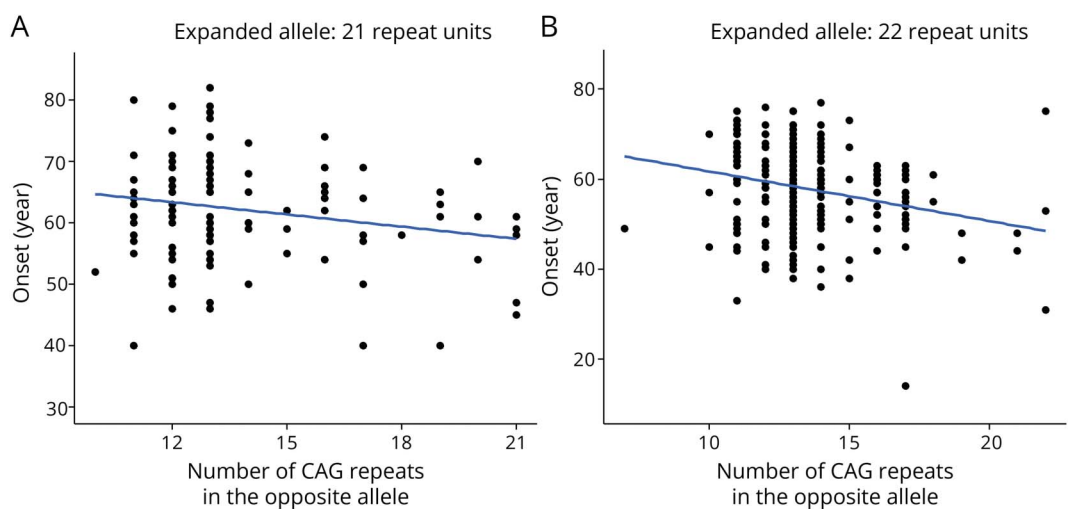 A
Expanded allele: 21 repeat units
Onset (year)
80
70
60
50
40
30
12
15
18
21
Number of CAG repeats
in the opposite allele
B
Expanded allele: 22 repeat units
Onset (year)
80
60
40
20
10
15
20
Number of CAG repeats
in the opposite allele